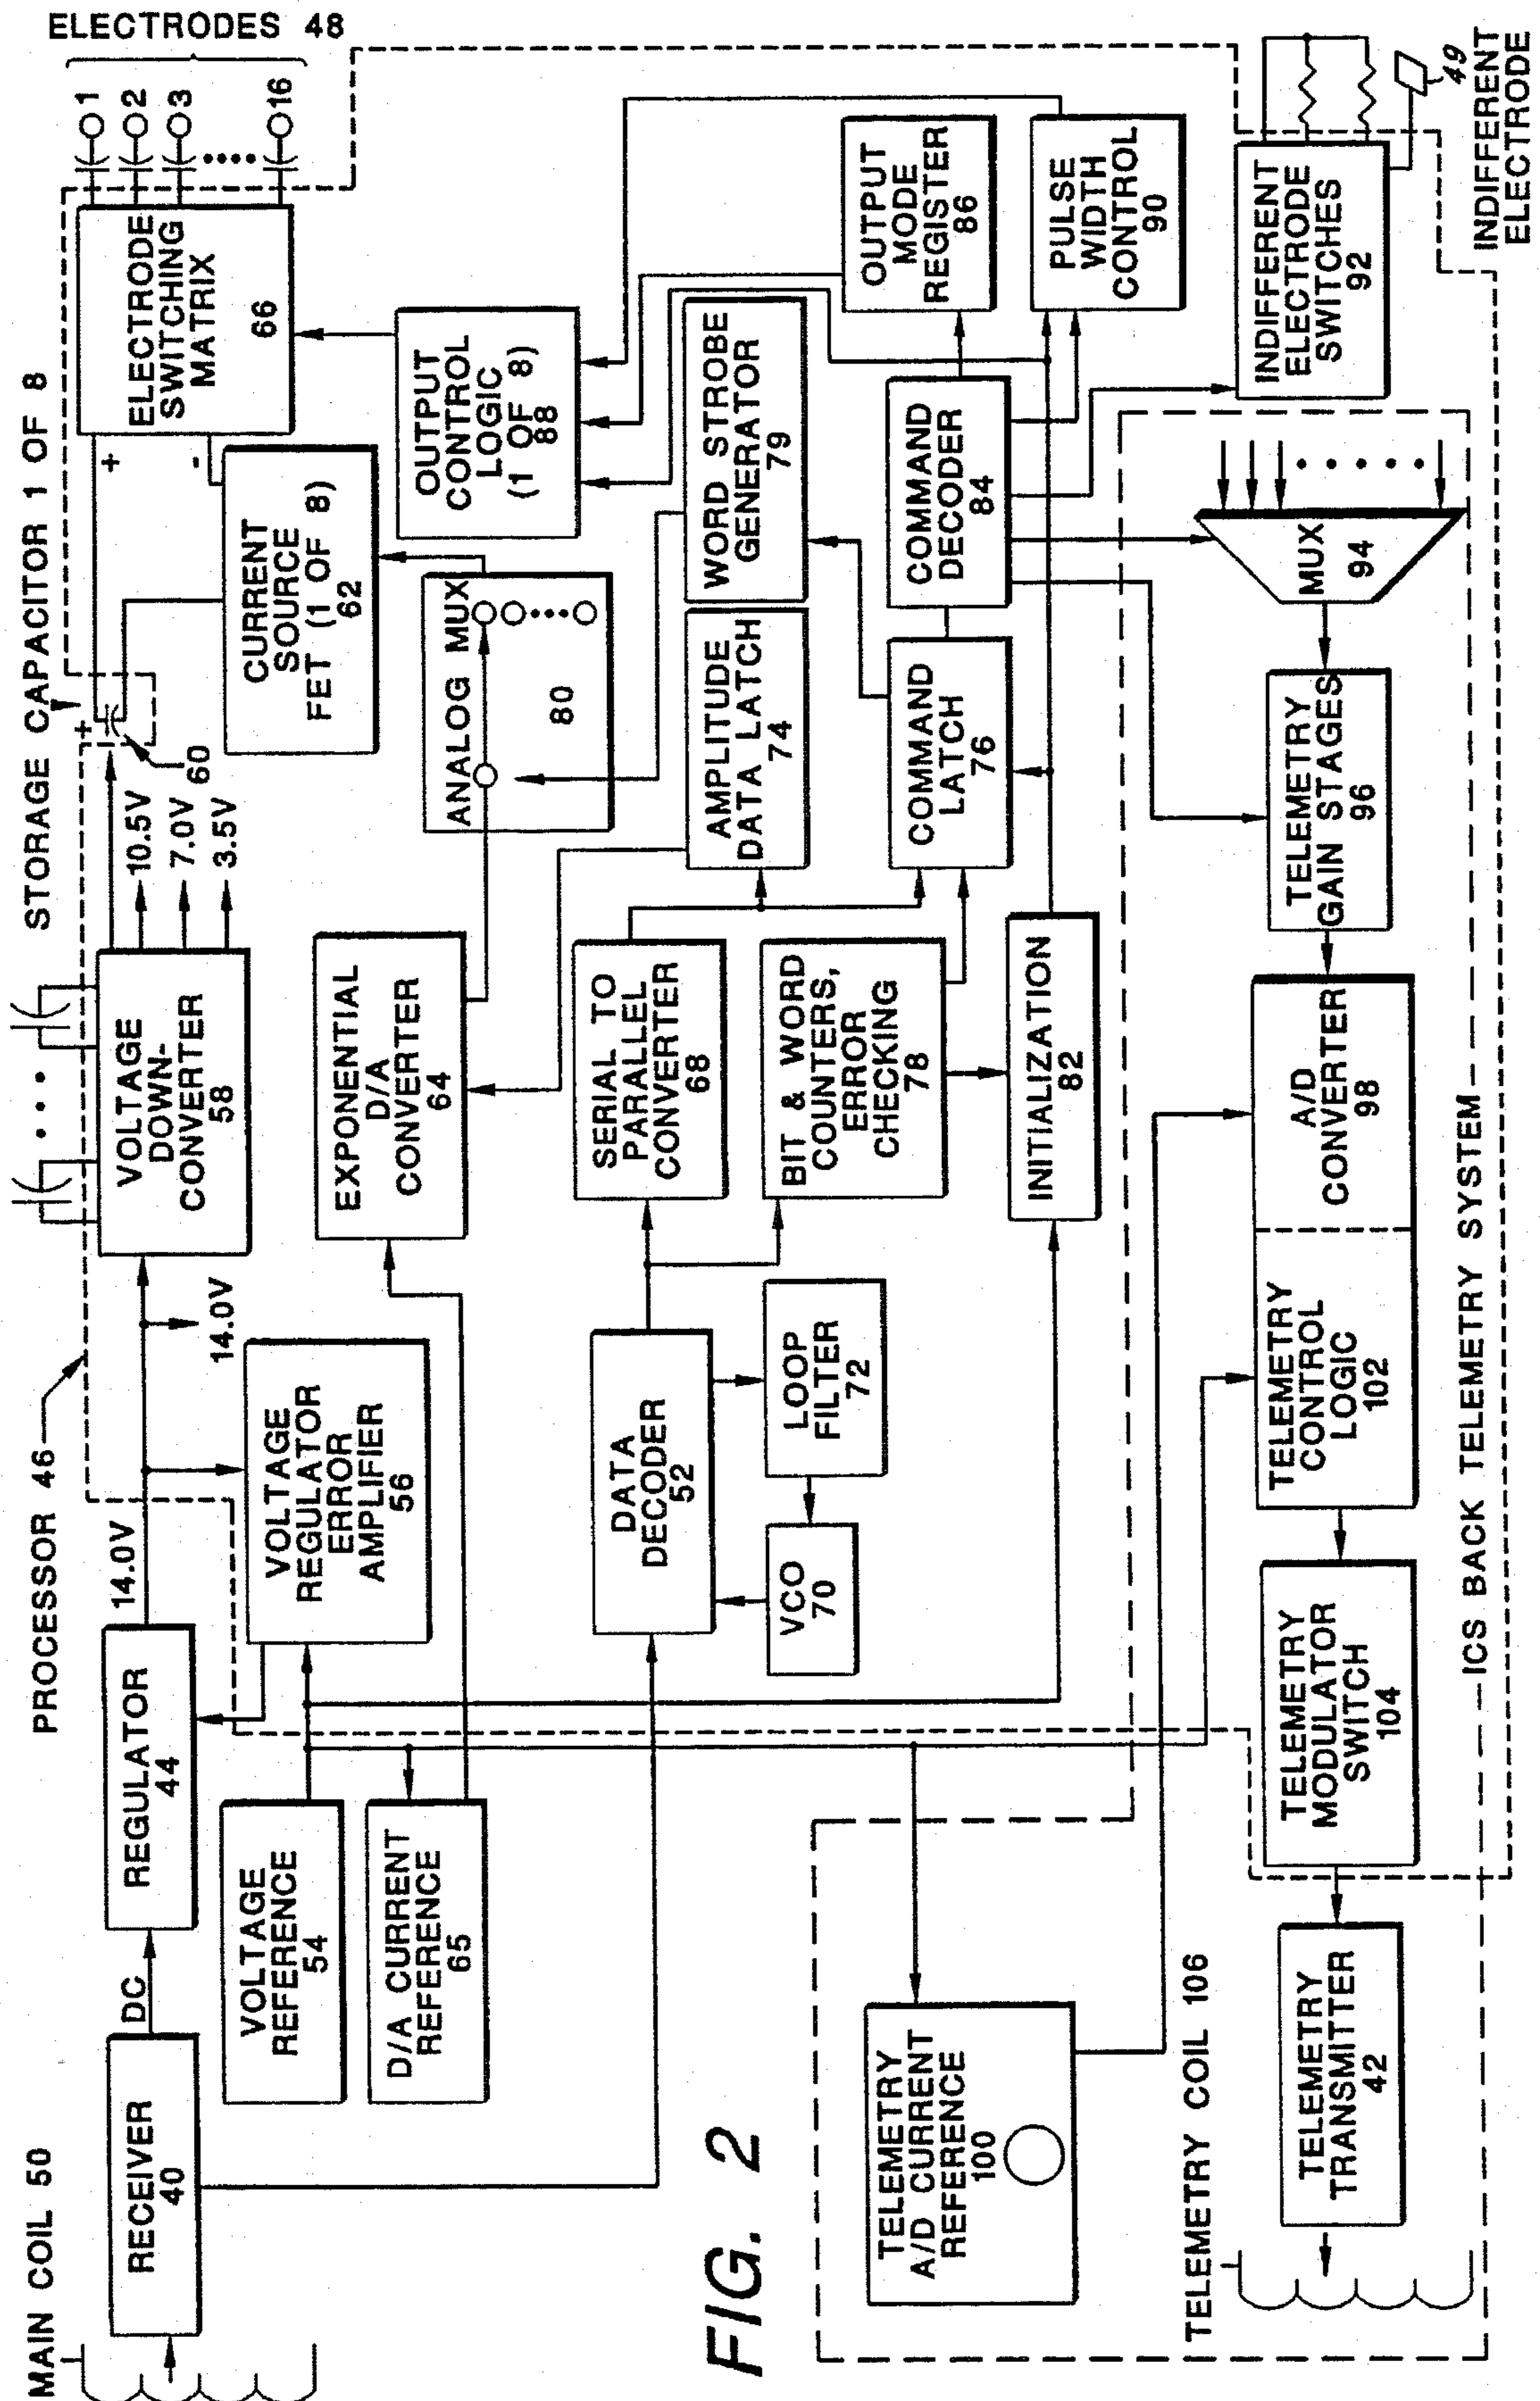 MAIN COIL 50
RECEIVER
40
DC
REGULATOR
44
14.0V
PROCESSOR 46
14.0V
VOLTAGE
DOWN-
CONVERTER
58
10.5V
7.0V
3.5V
STORAGE CAPACITOR 1 OF 8
+
60
+
-
ELECTRODE
SWITCHING
MATRIX
66
ELECTRODES 48
1
2
3
16
VOLTAGE
REFERENCE
54
D/A CURRENT
REFERENCE
65
VOLTAGE
REGULATOR
ERROR
AMPLIFIER
56
EXPONENTIAL
D/A
CONVERTER
64
CURRENT
SOURCE
FET (1 OF 8)
62
ANALOG MUX
80
OUTPUT
CONTROL
LOGIC
(1 OF 8)
88
DATA
DECODER
52
LOOP
FILTER
72
VCO
70
SERIAL TO
PARALLEL
CONVERTER
68
BIT & WORD
COUNTERS,
ERROR
CHECKING
78
INITIALIZATION
82
AMPLITUDE
DATA LATCH
74
WORD STROBE
GENERATOR
79
COMMAND
LATCH
76
COMMAND
DECODER
84
OUTPUT
MODE
REGISTER
86
PULSE
WIDTH
CONTROL
90
INDIFFERENT
ELECTRODE
SWITCHES
92
49
INDIFFERENT
ELECTRODE
FIG. 2
TELEMETRY
A/D CURRENT
REFERENCE
100
TELEMETRY COIL 106
TELEMETRY
TRANSMITTER
42
TELEMETRY
MODULATOR
SWITCH
104
TELEMETRY
CONTROL
LOGIC
102
A/D
CONVERTER
98
TELEMETRY
GAIN STAGES
96
MUX
94
ICS BACK TELEMETRY SYSTEM